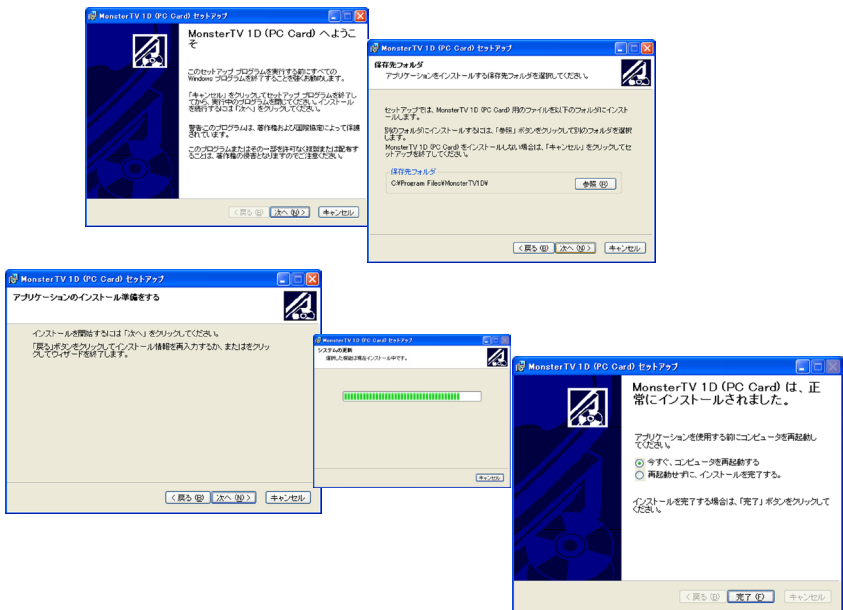 MonsterTV 1D (PC Card) セットアップ
MonsterTV 1D (PC Card) へようこ
そ
このセットアップ プログラムを実行する前にすべての
Windows プログラムを終了することを強くお勧めします。
「キャンセル」をクリックしてセットアップ プログラムを終了し
てから、実行中のプログラムを閉じてください。インストール
を続行するには「次へ」をクリックしてください。
警告:このプログラムは、著作権および国際協定によって保護
されています。
このプログラムまたはその一部を許可なく複製または配布す
ることは、著作権の侵害となりますのでご注意ください。
< 戻る (B) 次へ (N) > キャンセル
MonsterTV 1D (PC Card) セットアップ
保存先フォルダ
アプリケーションをインストールする保存先フォルダを選択してください。
セットアップでは、MonsterTV 1D (PC Card) 用のファイルを以下のフォルダにインスト
ールします。
別のフォルダにインストールするには、「参照」ボタンをクリックして別のフォルダを選択
します。
MonsterTV 1D (PC Card) をインストールしない場合は、「キャンセル」をクリックしてセ
ットアップを終了してください。
保存先フォルダ
C:¥Program Files¥MonsterTV1D¥ 参照 (R)
< 戻る (B) 次へ (N) > キャンセル
MonsterTV 1D (PC Card) セットアップ
アプリケーションのインストール準備をする
インストールを開始するには「次へ」をクリックしてください。
「戻る」ボタンをクリックしてインストール情報を再入力するか、またはをクリッ
クしてウィザードを終了します。
< 戻る (B) 次へ (N) > キャンセル
MonsterTV 1D (PC Card) セットアップ
システムの更新
選択した機能は現在インストール中です。
キャンセル
MonsterTV 1D (PC Card) セットアップ
MonsterTV 1D (PC Card) は、正
常にインストールされました。
アプリケーションを使用する前にコンピュータを再起動し
てください。
今すぐ、コンピュータを再起動する
再起動せずに、インストールを完了する。
インストールを完了する場合は、「完了」ボタンをクリックして
ください。
< 戻る (B) 完了 (F) キャンセル